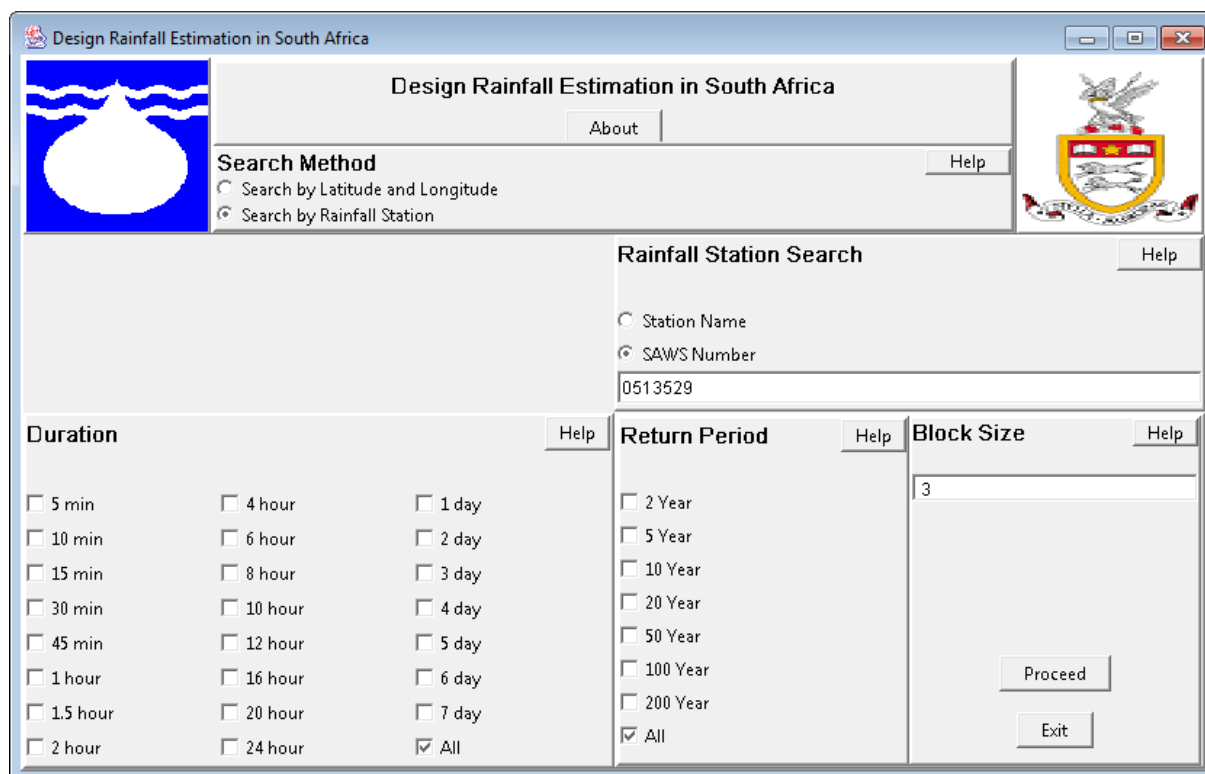 Design Rainfall Estimation in South Africa
Design Rainfall Estimation in South Africa
About
Search Method
Help
Search by Latitude and Longitude
Search by Rainfall Station
Rainfall Station Search
Help
Station Name
SAWS Number
0513529
Duration
Help
5 min
4 hour
1 day
10 min
6 hour
2 day
15 min
8 hour
3 day
30 min
10 hour
4 day
45 min
12 hour
5 day
1 hour
16 hour
6 day
1.5 hour
20 hour
7 day
2 hour
24 hour
All
Return Period
Help
2 Year
5 Year
10 Year
20 Year
50 Year
100 Year
200 Year
All
Block Size
Help
3
Proceed
Exit